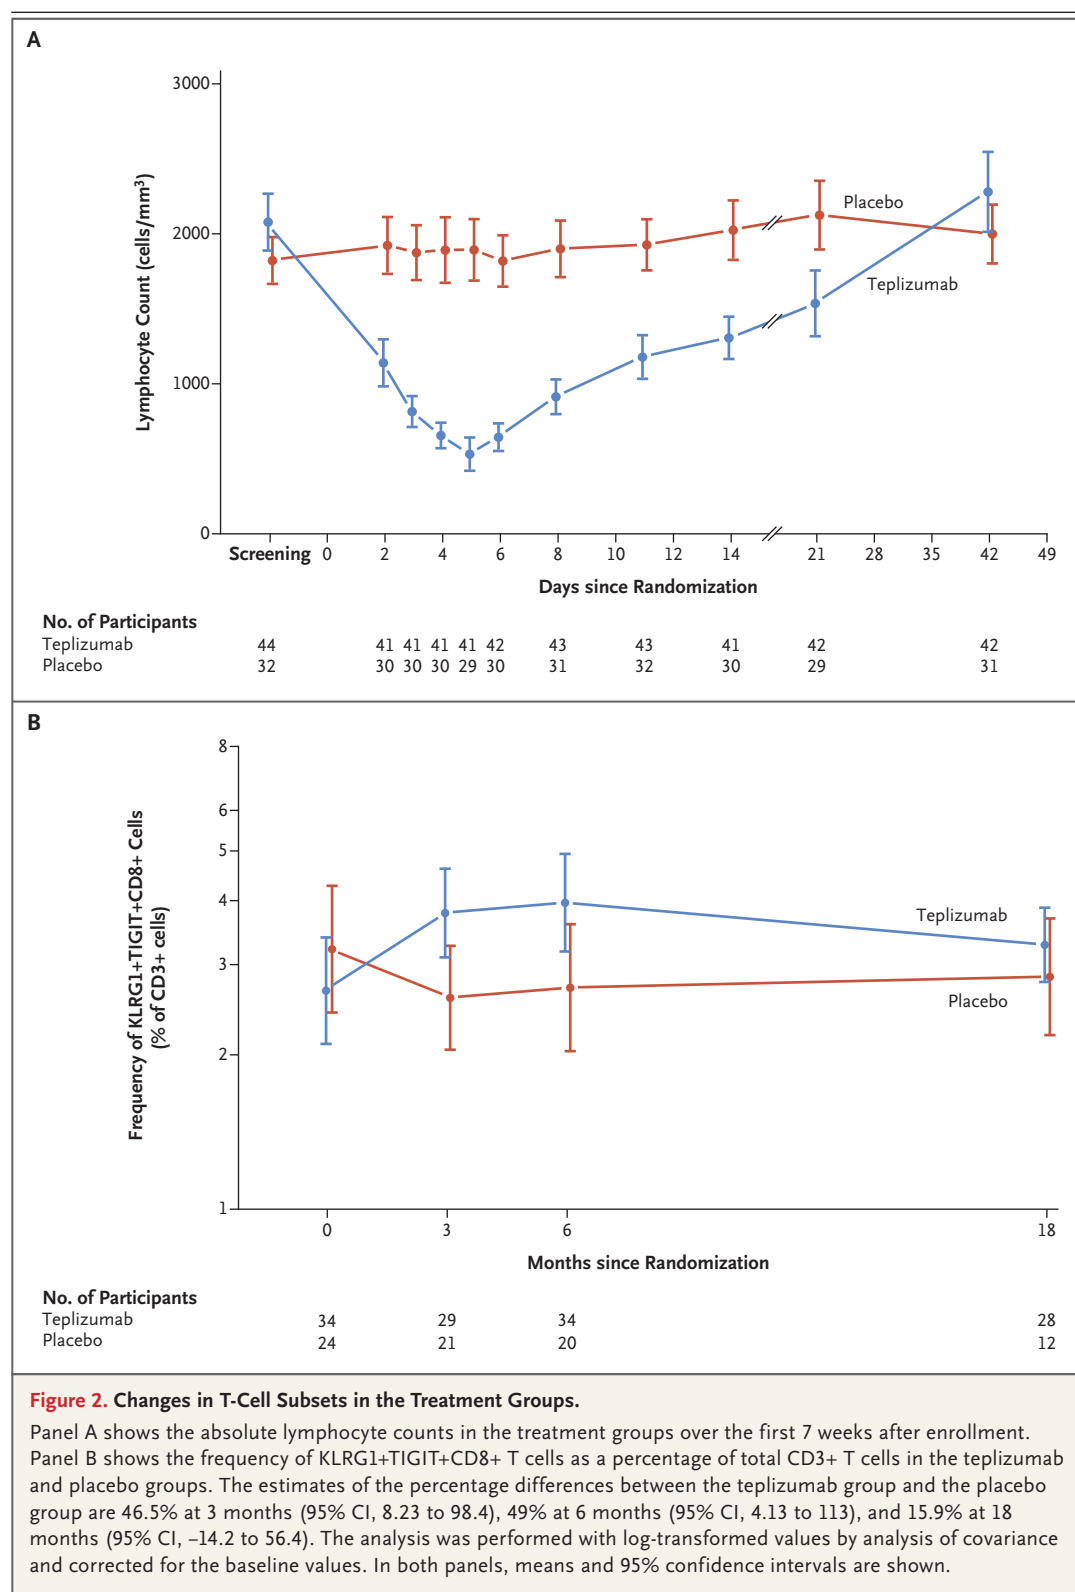 A
3000
2000
1000
0
Lymphocyte Count (cells/mm³)
Placebo
Teplizumab
Screening 0 2 4 6 8 10 12 14 21 28 35 42 49
Days since Randomization
No. of Participants
Teplizumab 44 41 41 41 41 42 43 43 41 42 42
Placebo 32 30 30 30 29 30 31 32 30 29 31
B
8
6
5
4
3
2
1
Frequency of KLRG1+TIGIT+CD8+ Cells
(% of CD3+ cells)
Teplizumab
Placebo
0 3 6 18
Months since Randomization
No. of Participants
Teplizumab 34 29 34 28
Placebo 24 21 20 12
Figure 2. Changes in T-Cell Subsets in the Treatment Groups.
Panel A shows the absolute lymphocyte counts in the treatment groups over the first 7 weeks after enrollment.
Panel B shows the frequency of KLRG1+TIGIT+CD8+ T cells as a percentage of total CD3+ T cells in the teplizumab
and placebo groups. The estimates of the percentage differences between the teplizumab group and the placebo
group are 46.5% at 3 months (95% CI, 8.23 to 98.4), 49% at 6 months (95% CI, 4.13 to 113), and 15.9% at 18
months (95% CI, –14.2 to 56.4). The analysis was performed with log-transformed values by analysis of covariance
and corrected for the baseline values. In both panels, means and 95% confidence intervals are shown.